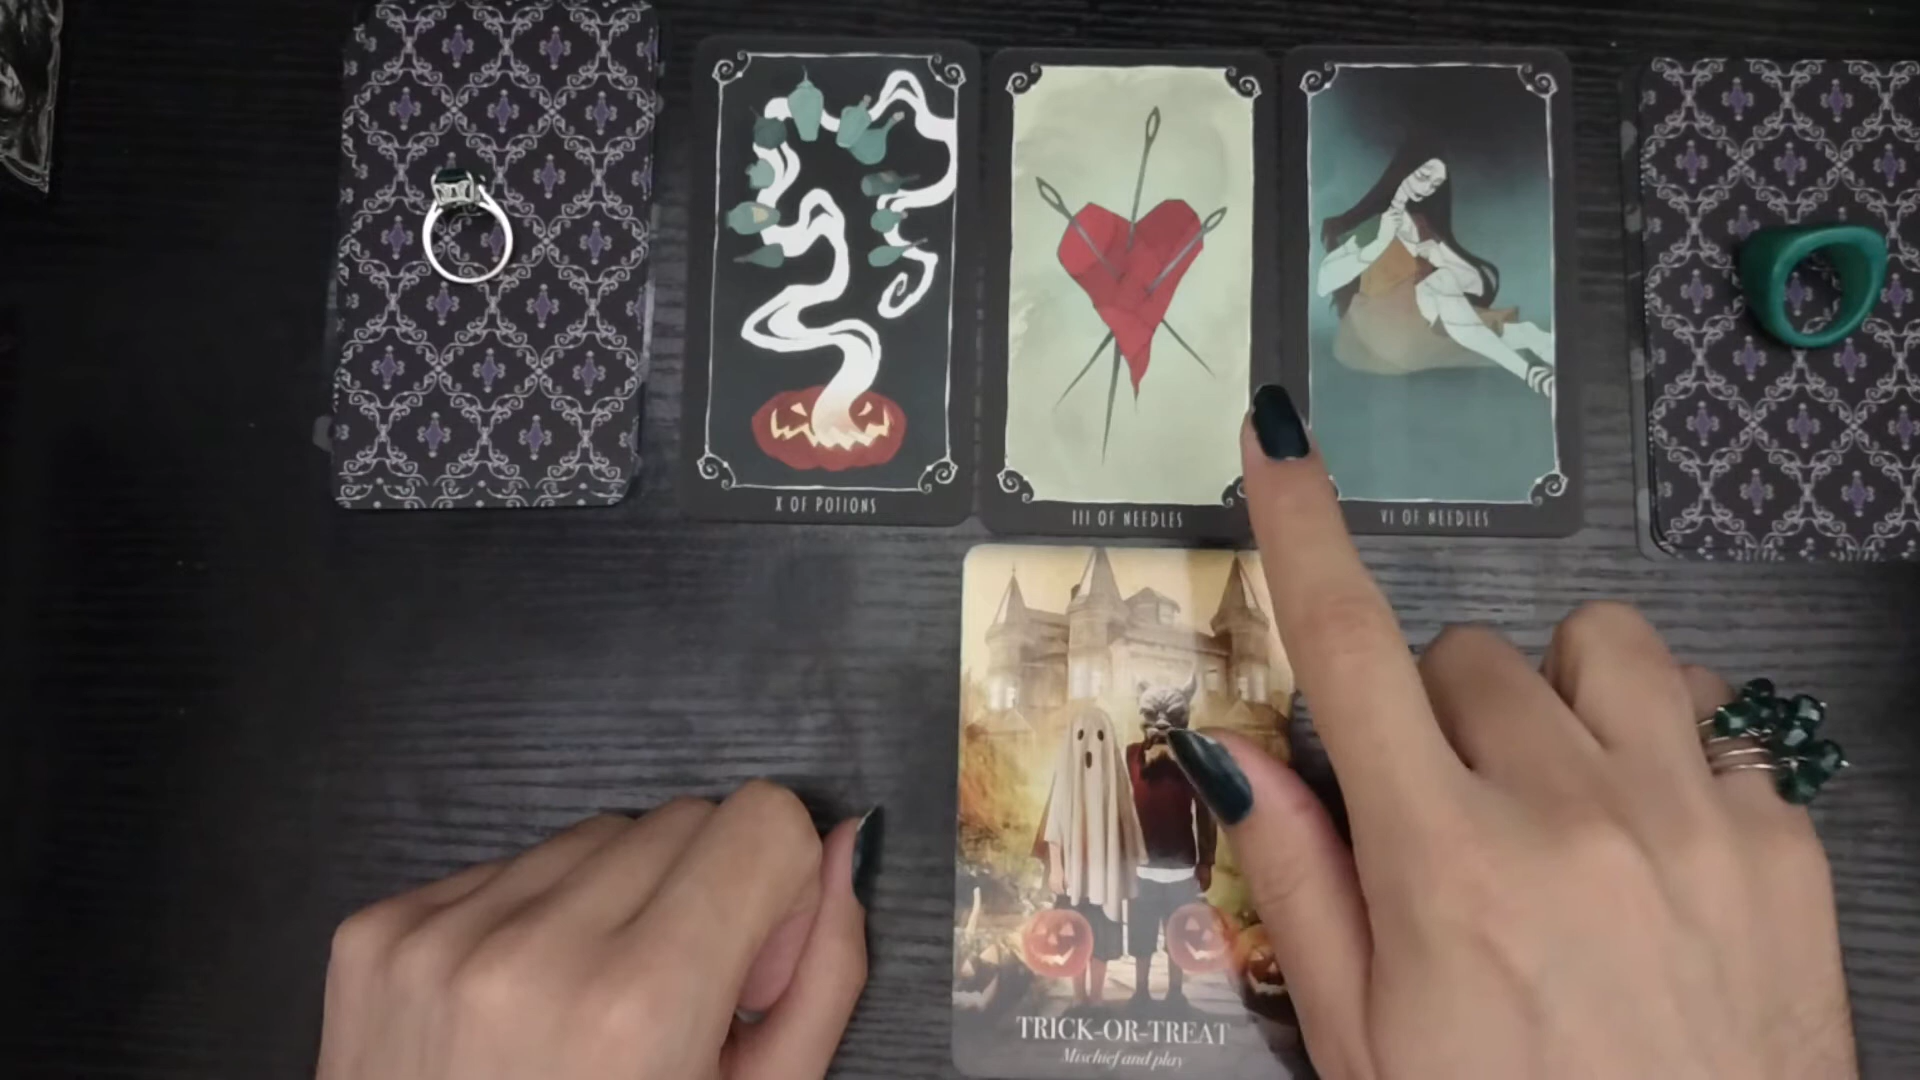 X OF POTIONS
III OF NEEDLES
VI OF NEEDLES
TRICK-OR-TREAT
Mischief and play